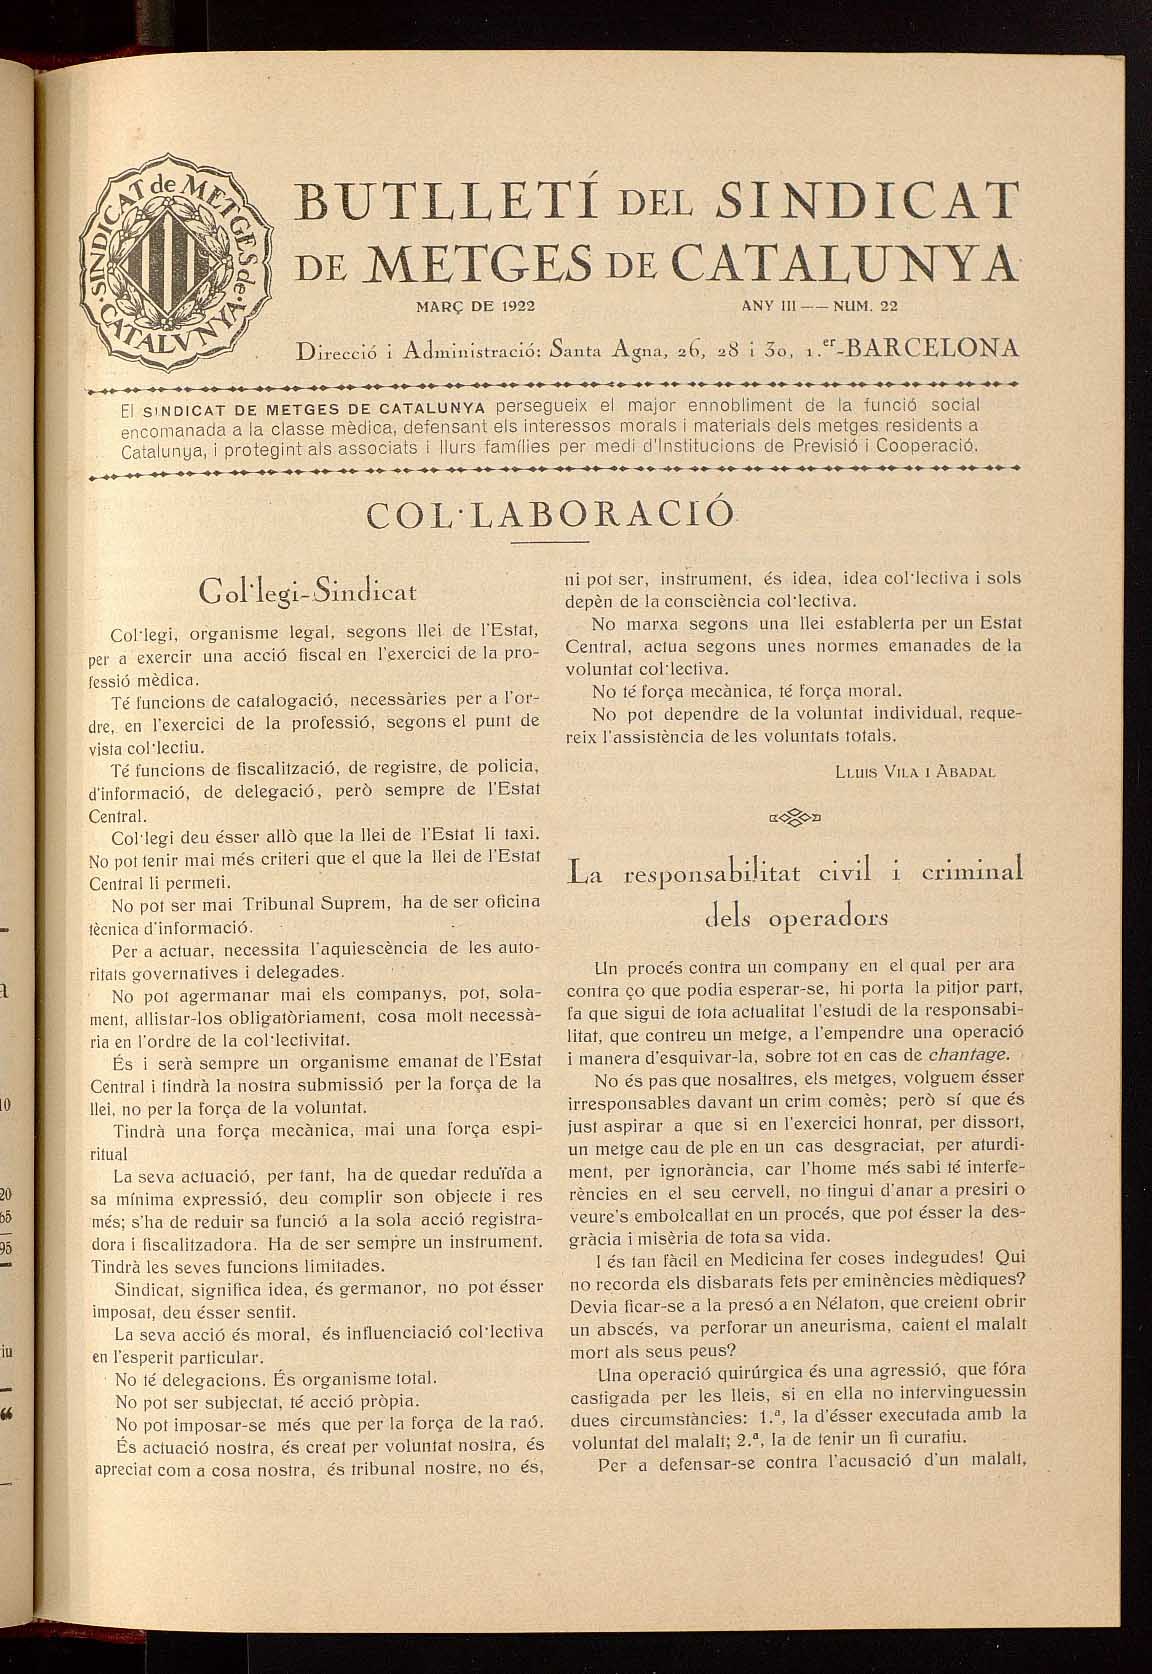 SINDICAT de METGES de CATALVNYA
BUTLLETÍ DEL SINDICAT
DE METGES DE CATALUNYA
MARÇ DE 1922
ANY III —— NUM. 22
Direcció i Administració: Santa Agna, 26, 28 i 30, 1.er-BARCELONA
El SINDICAT DE METGES DE CATALUNYA persegueix el major ennobliment de la funció social
encomanada a la classe mèdica, defensant els interessos morals i materials dels metges residents a
Catalunya, i protegint als associats i llurs famílies per medi d'Institucions de Previsió i Cooperació.
COL·LABORACIÓ
Col·legi-Sindicat
Col·legi, organisme legal, segons llei de l'Estat,
per a exercir una acció fiscal en l'exercici de la pro-
fessió mèdica.
Té funcions de catalogació, necessàries per a l'or-
dre, en l'exercici de la professió, segons el punt de
vista col·lectiu.
Té funcions de fiscalització, de registre, de policia,
d'informació, de delegació, però sempre de l'Estat
Central.
Col·legi deu ésser allò que la llei de l'Estat li taxi.
No pot tenir mai més criteri que el que la llei de l'Estat
Central li permeti.
No pot ser mai Tribunal Suprem, ha de ser oficina
tècnica d'informació.
Per a actuar, necessita l'aquiescència de les auto-
ritats governatives i delegades.
No pot agermanar mai els companys, pot, sola-
ment, allistar-los obligatòriament, cosa molt necessà-
ria en l'ordre de la col·lectivitat.
És i serà sempre un organisme emanat de l'Estat
Central i tindrà la nostra submissió per la força de la
llei, no per la força de la voluntat.
Tindrà una força mecànica, mai una força espi-
ritual
La seva actuació, per tant, ha de quedar reduïda a
sa mínima expressió, deu complir son objecte i res
més; s'ha de reduir sa funció a la sola acció registra-
dora i fiscalitzadora. Ha de ser sempre un instrument.
Tindrà les seves funcions limitades.
Sindicat, significa idea, és germanor, no pot ésser
imposat, deu ésser sentit.
La seva acció és moral, és influenciació col·lectiva
en l'esperit particular.
No té delegacions. És organisme total.
No pot ser subjectat, té acció pròpia.
No pot imposar-se més que per la força de la raó.
És actuació nostra, és creat per voluntat nostra, és
apreciat com a cosa nostra, és tribunal nostre, no és,
ni pot ser, instrument, és idea, idea col·lectiva i sols
depèn de la consciència col·lectiva.
No marxa segons una llei establerta per un Estat
Central, actua segons unes normes emanades de la
voluntat col·lectiva.
No té força mecànica, té força moral.
No pot dependre de la voluntat individual, reque-
reix l'assistència de les voluntats totals.
LLUIS VILA I ABADAL
La responsabilitat civil i criminal
dels operadors
Un procés contra un company en el qual per ara
contra ço que podia esperar-se, hi porta la pitjor part,
fa que sigui de tota actualitat l'estudi de la responsabi-
litat, que contreu un metge, a l'empendre una operació
i manera d'esquivar-la, sobre tot en cas de chantage.
No és pas que nosaltres, els metges, volguem ésser
irresponsables davant un crim comès; però sí que és
just aspirar a que si en l'exercici honrat, per dissort,
un metge cau de ple en un cas desgraciat, per aturdi-
ment, per ignorància, car l'home més sabi té interfe-
rències en el seu cervell, no tingui d'anar a presiri o
veure's embolcallat en un procés, que pot ésser la des-
gràcia i misèria de tota sa vida.
I és tan fàcil en Medicina fer coses indegudes! Qui
no recorda els disbarats fets per eminències mèdiques?
Devia ficar-se a la presó a en Nélaton, que creient obrir
un abscés, va perforar un aneurisma, caient el malalt
mort als seus peus?
Una operació quirúrgica és una agressió, que fóra
castigada per les lleis, si en ella no intervinguessin
dues circumstàncies: 1.ª, la d'ésser executada amb la
voluntat del malalt; 2.ª, la de tenir un fi curatiu.
Per a defensar-se contra l'acusació d'un malalt,